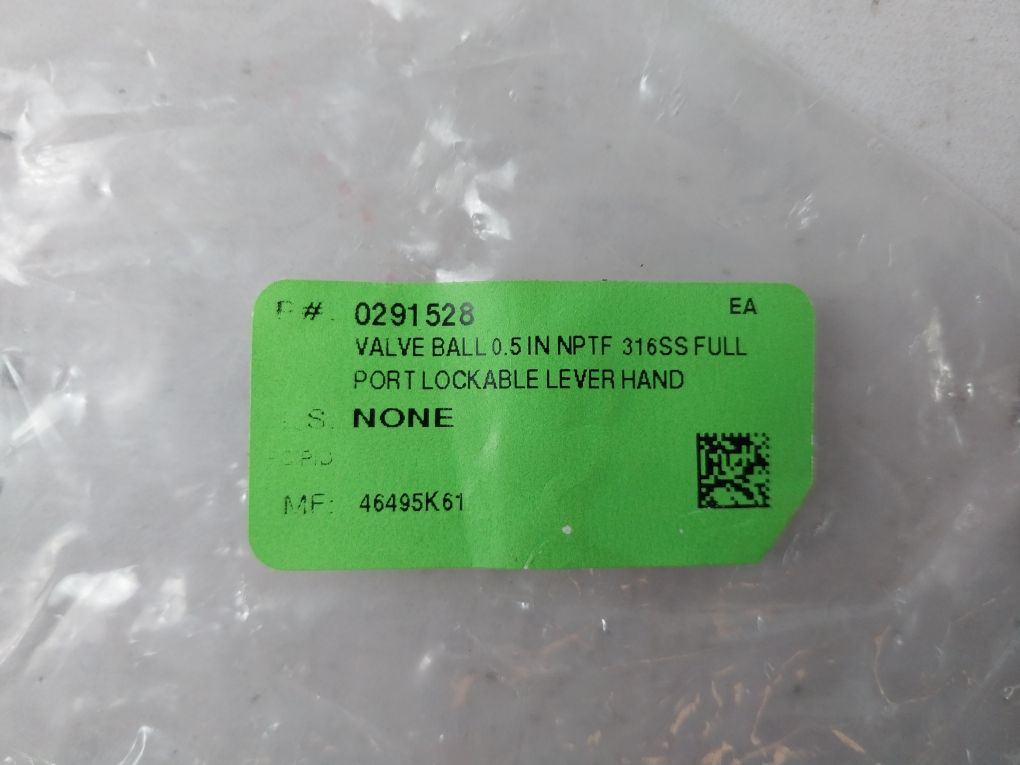 P#: 0291528 EA
VALVE BALL 0.5 IN NPTF 316SS FULL
PORT LOCKABLE LEVER HAND
S: NONE
MF: 46495K61